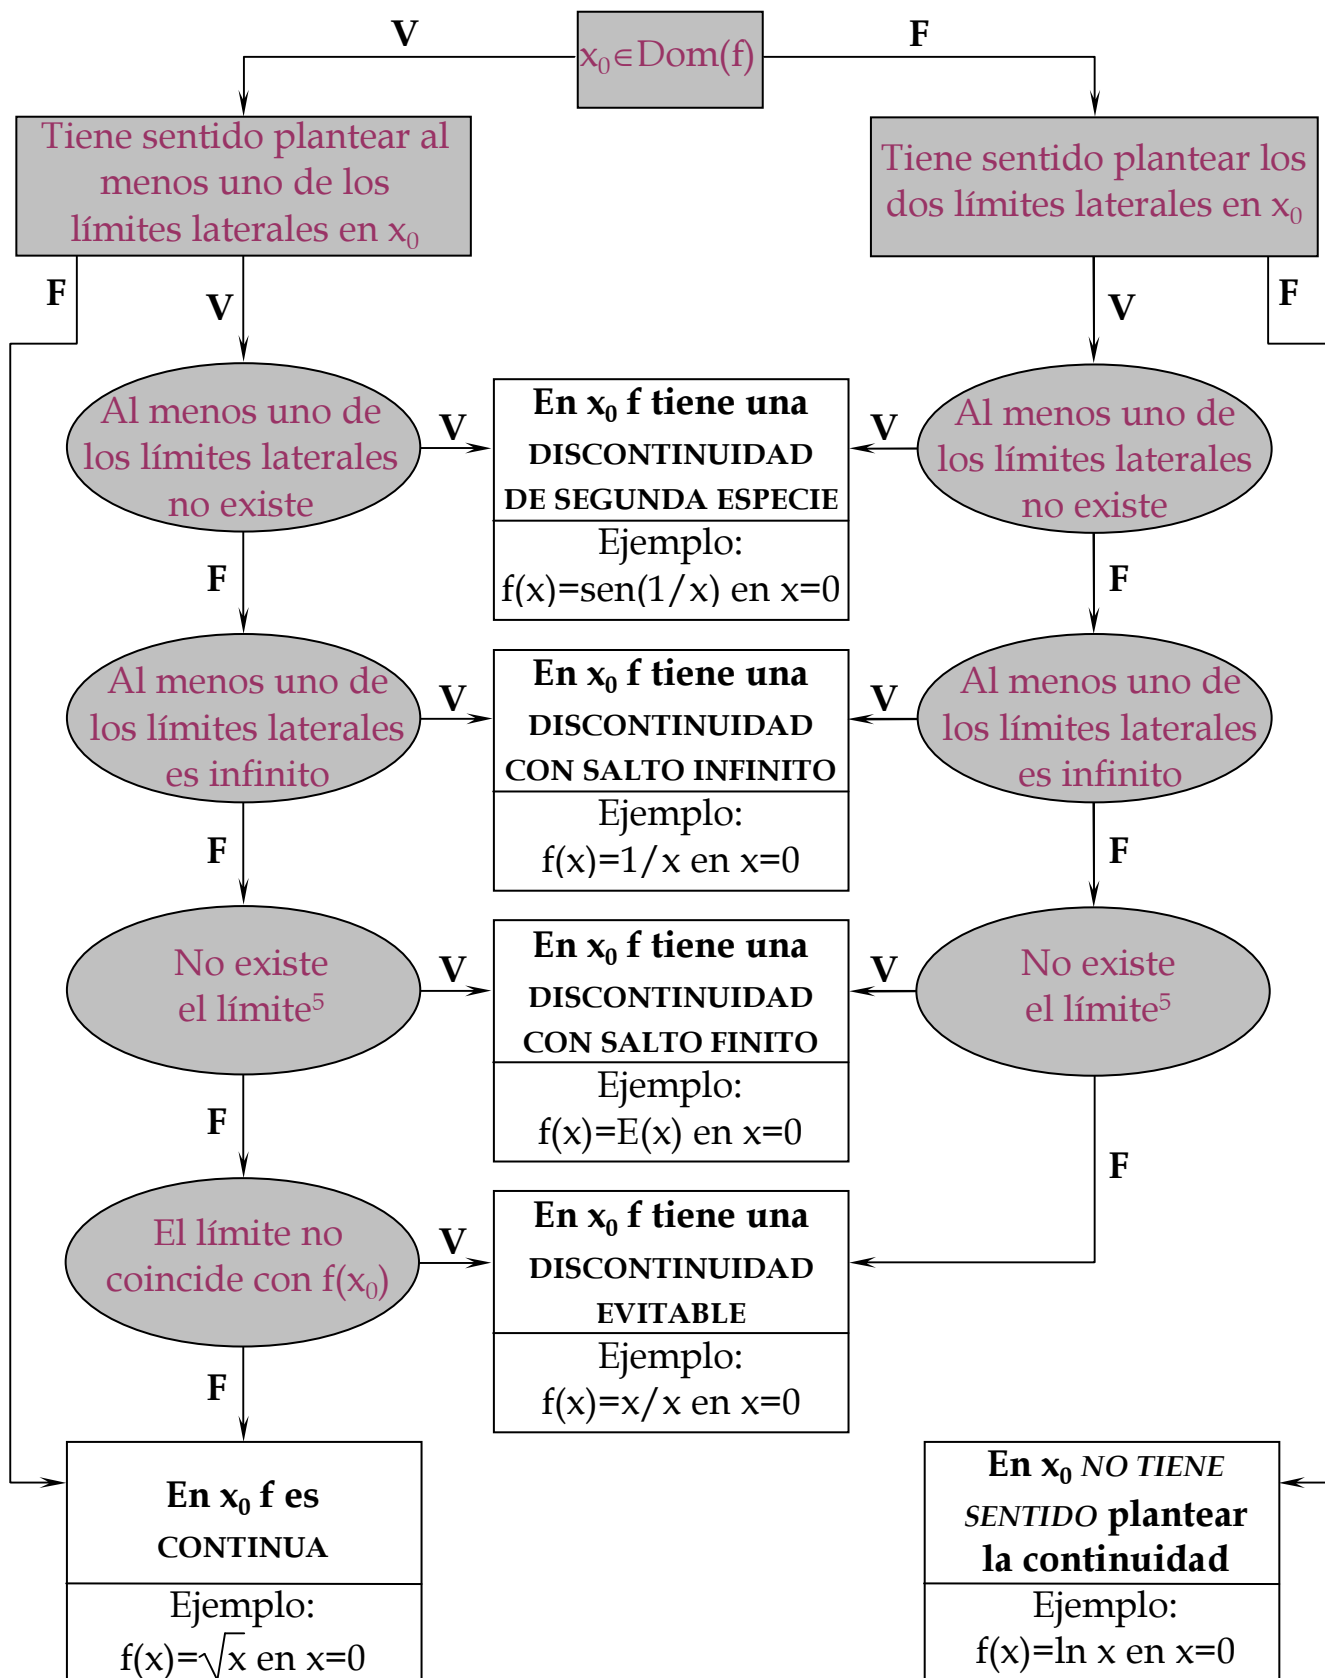 V
x₀∈Dom(f)
F
Tiene sentido plantear al
menos uno de los
límites laterales en x₀
Tiene sentido plantear los
dos límites laterales en x₀
F
V
V
F
Al menos uno de
los límites laterales
no existe
V
En x₀ f tiene una
DISCONTINUIDAD
DE SEGUNDA ESPECIE
Ejemplo:
f(x)=sen(1/x) en x=0
V
Al menos uno de
los límites laterales
no existe
F
F
Al menos uno de
los límites laterales
es infinito
V
En x₀ f tiene una
DISCONTINUIDAD
CON SALTO INFINITO
Ejemplo:
f(x)=1/x en x=0
V
Al menos uno de
los límites laterales
es infinito
F
F
No existe
el límite⁵
V
En x₀ f tiene una
DISCONTINUIDAD
CON SALTO FINITO
Ejemplo:
f(x)=E(x) en x=0
V
No existe
el límite⁵
F
F
El límite no
coincide con f(x₀)
V
En x₀ f tiene una
DISCONTINUIDAD
EVITABLE
Ejemplo:
f(x)=x/x en x=0
F
En x₀ f es
CONTINUA
Ejemplo:
f(x)=√x en x=0
En x₀ NO TIENE
SENTIDO plantear
la continuidad
Ejemplo:
f(x)=ln x en x=0